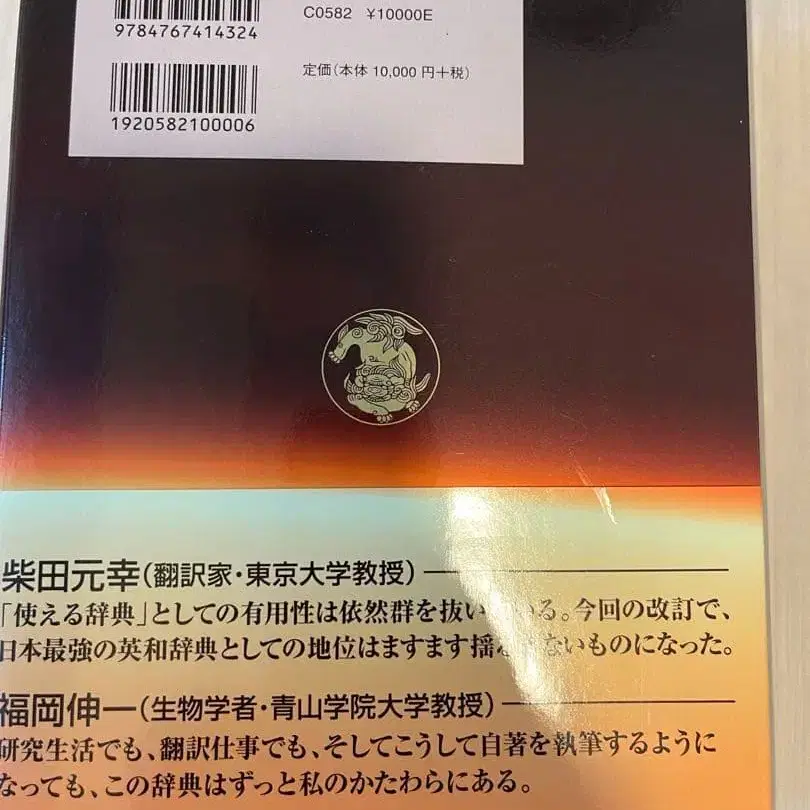 9784767414324
C0582 ¥10000E
定価(本体 10,000 円+税)
1920582100006
柴田元幸(翻訳家・東京大学教授)
「使える辞典」としての有用性は依然群を抜い いる。今回の改訂で、
日本最強の英和辞典としての地位はますます揺 ないものになった。
福岡伸一(生物学者・青山学院大学教授)
研究生活でも、翻訳仕事でも、そしてこうして自著を執筆するように
なっても、この辞典はずっと私のかたわらにある。